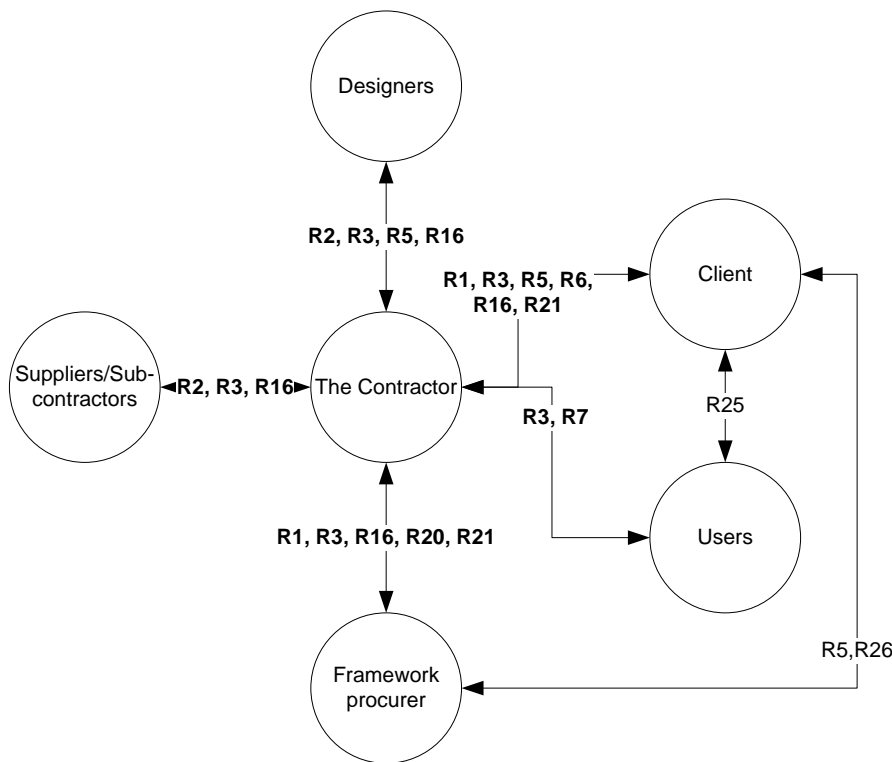 Designers
R2, R3, R5, R16
R1, R3, R5, R6,
R16, R21
Client
Suppliers/Sub-
contractors
R2, R3, R16
The Contractor
R3, R7
R25
R1, R3, R16, R20, R21
Users
R5,R26
Framework
procurer